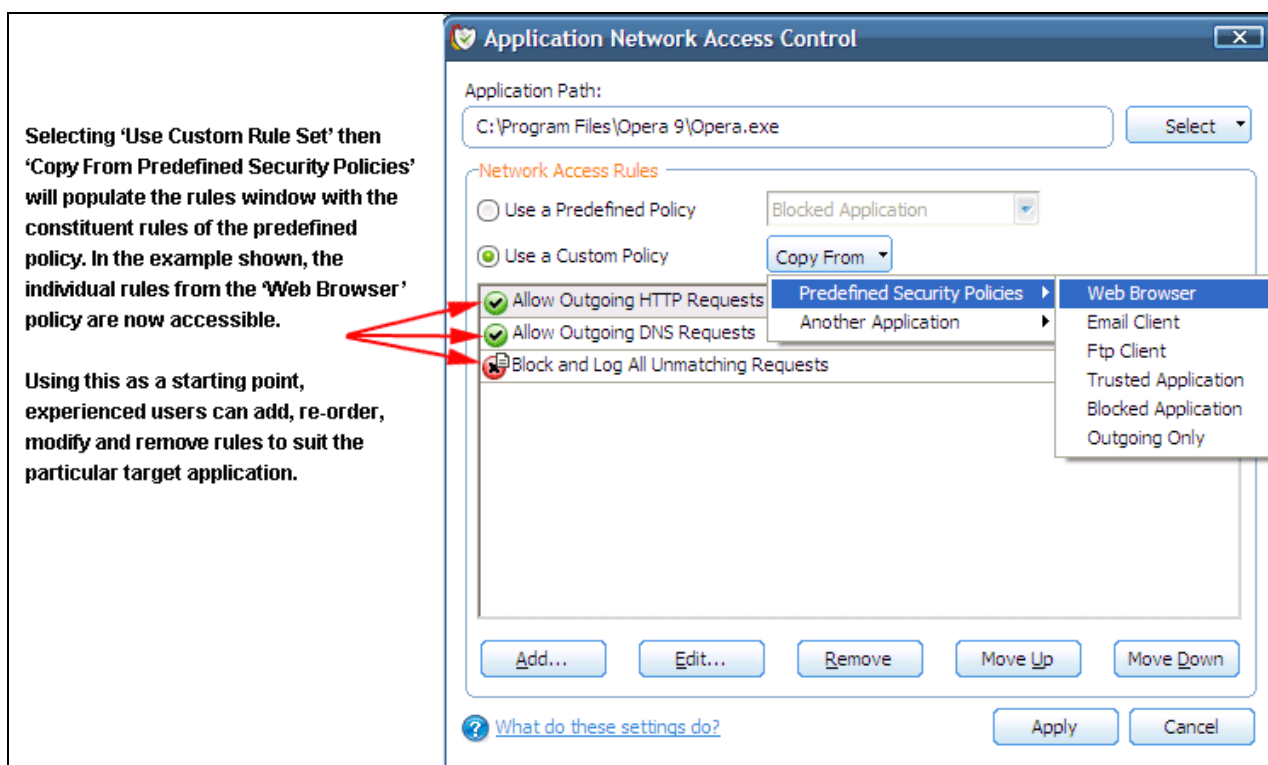 Selecting ‘Use Custom Rule Set’ then
‘Copy From Predefined Security Policies’
will populate the rules window with the
constituent rules of the predefined
policy. In the example shown, the
individual rules from the ‘Web Browser’
policy are now accessible.
Using this as a starting point,
experienced users can add, re-order,
modify and remove rules to suit the
particular target application.
Application Network Access Control
Application Path:
C:\Program Files\Opera 9\Opera.exe
Select
Network Access Rules
Use a Predefined Policy
Blocked Application
Use a Custom Policy
Copy From
Allow Outgoing HTTP Requests
Allow Outgoing DNS Requests
Block and Log All Unmatching Requests
Predefined Security Policies
Another Application
Web Browser
Email Client
Ftp Client
Trusted Application
Blocked Application
Outgoing Only
Add...
Edit...
Remove
Move Up
Move Down
What do these settings do?
Apply
Cancel